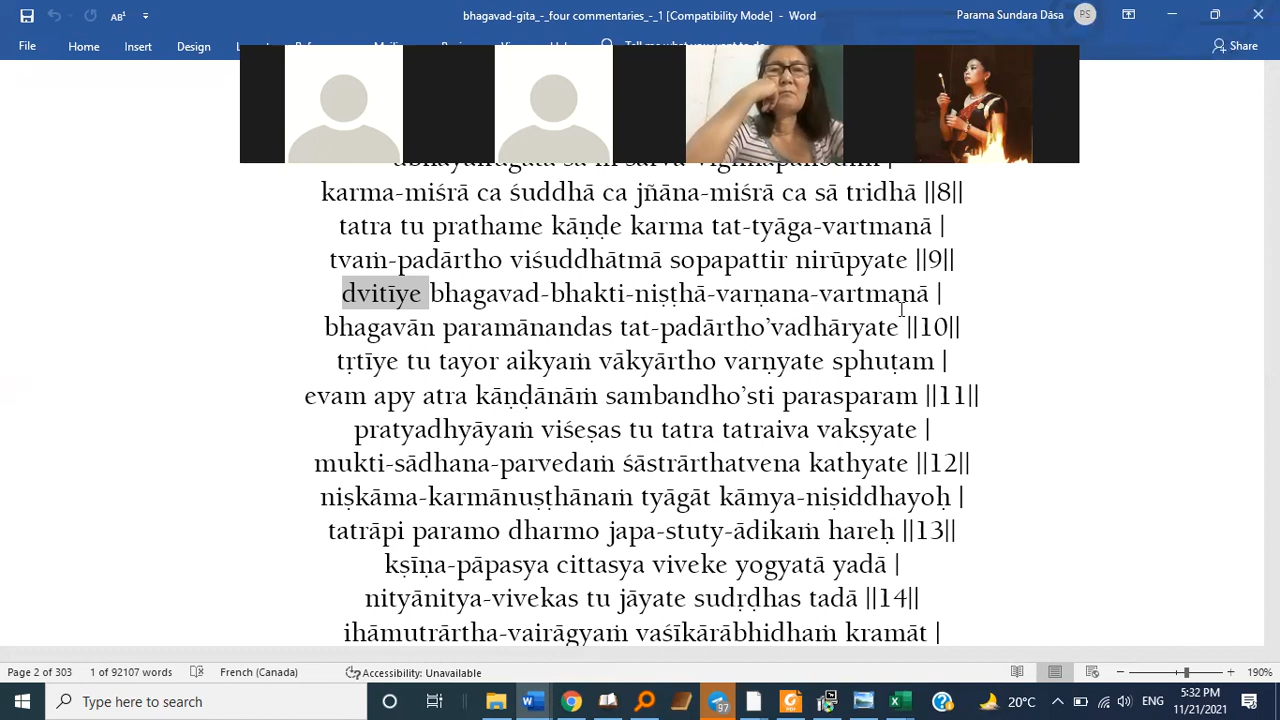 bhagavad-gita_-_four commentaries_-_1 [Compatibility Mode] - Word
Parama Sundara Dāsa
PS
File Home Insert Design
Share
karma-miśrā ca śuddhā ca jñāna-miśrā ca sā tridhā ||8||
tatra tu prathame kāṇḍe karma tat-tyāga-vartmanā |
tvaṁ-padārtho viśuddhātmā sopapattir nirūpyate ||9||
dvitīye bhagavad-bhakti-niṣṭhā-varṇana-vartmanā |
bhagavān paramānandas tat-padārtho’vadhāryate ||10||
tṛtīye tu tayor aikyaṁ vākyārtho varṇyate sphuṭam |
evam apy atra kāṇḍānāṁ sambandho’sti parasparam ||11||
pratyadhyāyaṁ viśeṣas tu tatra tatraiva vakṣyate |
mukti-sādhana-parvedaṁ śāstrārthatvena kathyate ||12||
niṣkāma-karmānuṣṭhānaṁ tyāgāt kāmya-niṣiddhayoḥ |
tatrāpi paramo dharmo japa-stuty-ādikaṁ hareḥ ||13||
kṣīṇa-pāpasya cittasya viveke yogyatā yadā |
nityānitya-vivekas tu jāyate sudṛḍhas tadā ||14||
ihāmutrārtha-vairāgyaṁ vaśīkārābhidhaṁ kramāt |
Page 2 of 303 1 of 92107 words French (Canada) Accessibility: Unavailable 190%
Type here to search
97
20°C
ENG
5:32 PM
11/21/2021